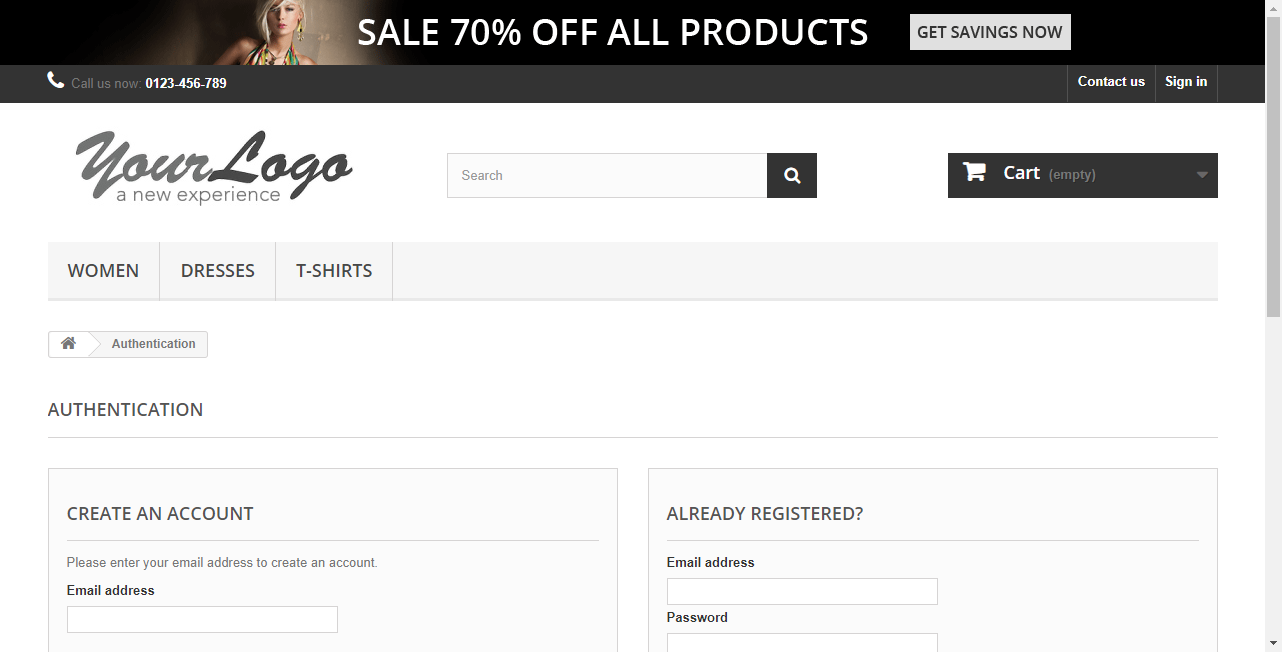 SALE 70% OFF ALL PRODUCTS GET SAVINGS NOW
Call us now: 0123-456-789 Contact us Sign in
YourLogo
a new experience
Search
Cart (empty)
WOMEN DRESSES T-SHIRTS
Authentication
AUTHENTICATION
CREATE AN ACCOUNT
Please enter your email address to create an account.
Email address
ALREADY REGISTERED?
Email address
Password